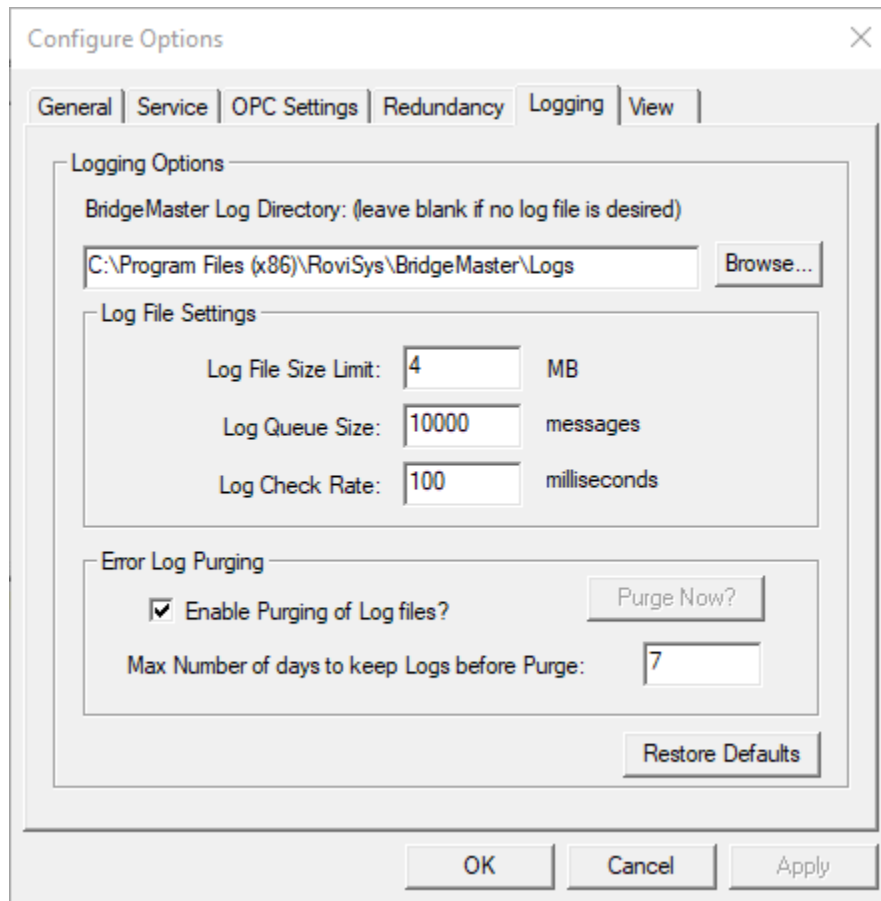 Configure Options
General Service OPC Settings Redundancy Logging View
Logging Options
BridgeMaster Log Directory: (leave blank if no log file is desired)
C:\Program Files (x86)\RoviSys\BridgeMaster\Logs Browse...
Log File Settings
Log File Size Limit: 4 MB
Log Queue Size: 10000 messages
Log Check Rate: 100 milliseconds
Error Log Purging
Enable Purging of Log files? Purge Now?
Max Number of days to keep Logs before Purge: 7
Restore Defaults
OK Cancel Apply